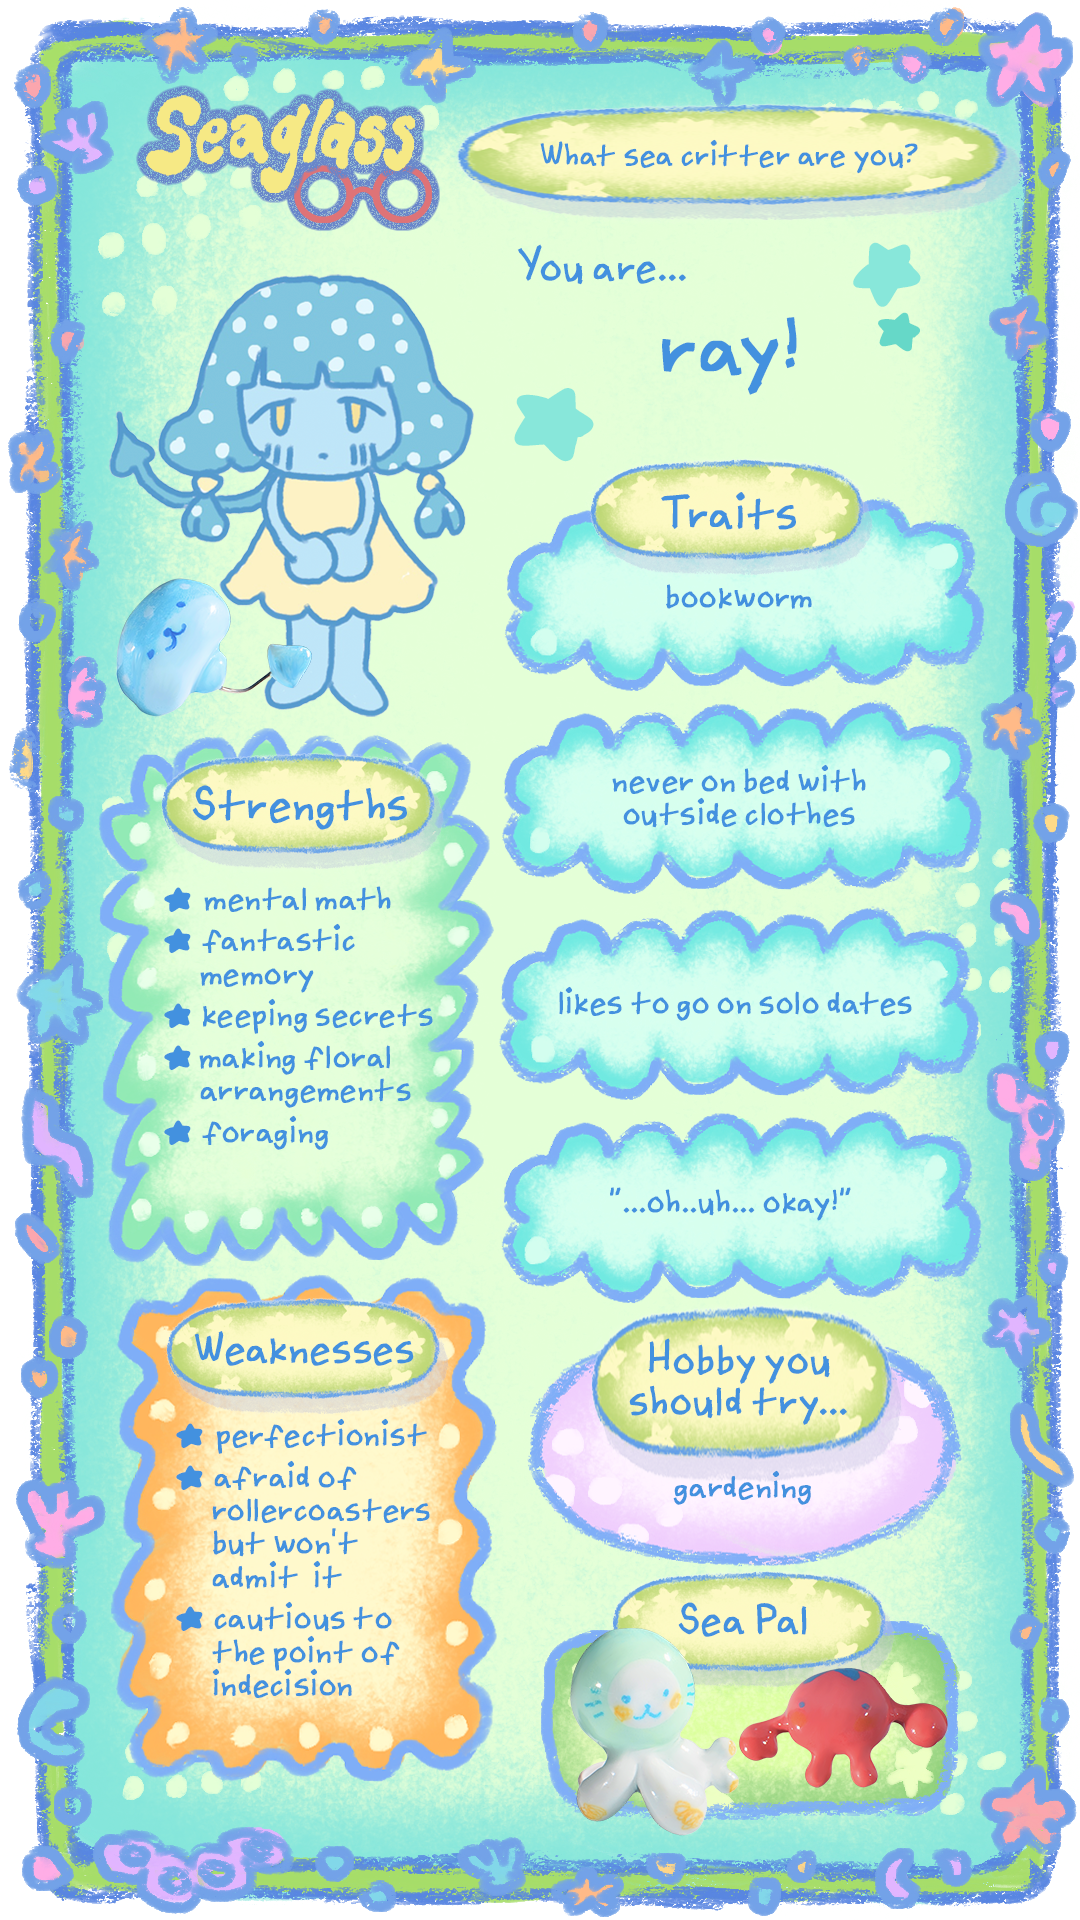 Seaglass
What sea critter are you?
You are...
ray!
Traits
bookworm
never on bed with
outside clothes
likes to go on solo dates
"...oh..uh... okay!"
Strengths
mental math
fantastic
memory
keeping secrets
making floral
arrangements
foraging
Weaknesses
perfectionist
afraid of
rollercoasters
but won't
admit it
cautious to
the point of
indecision
Hobby you
should try...
gardening
Sea Pal